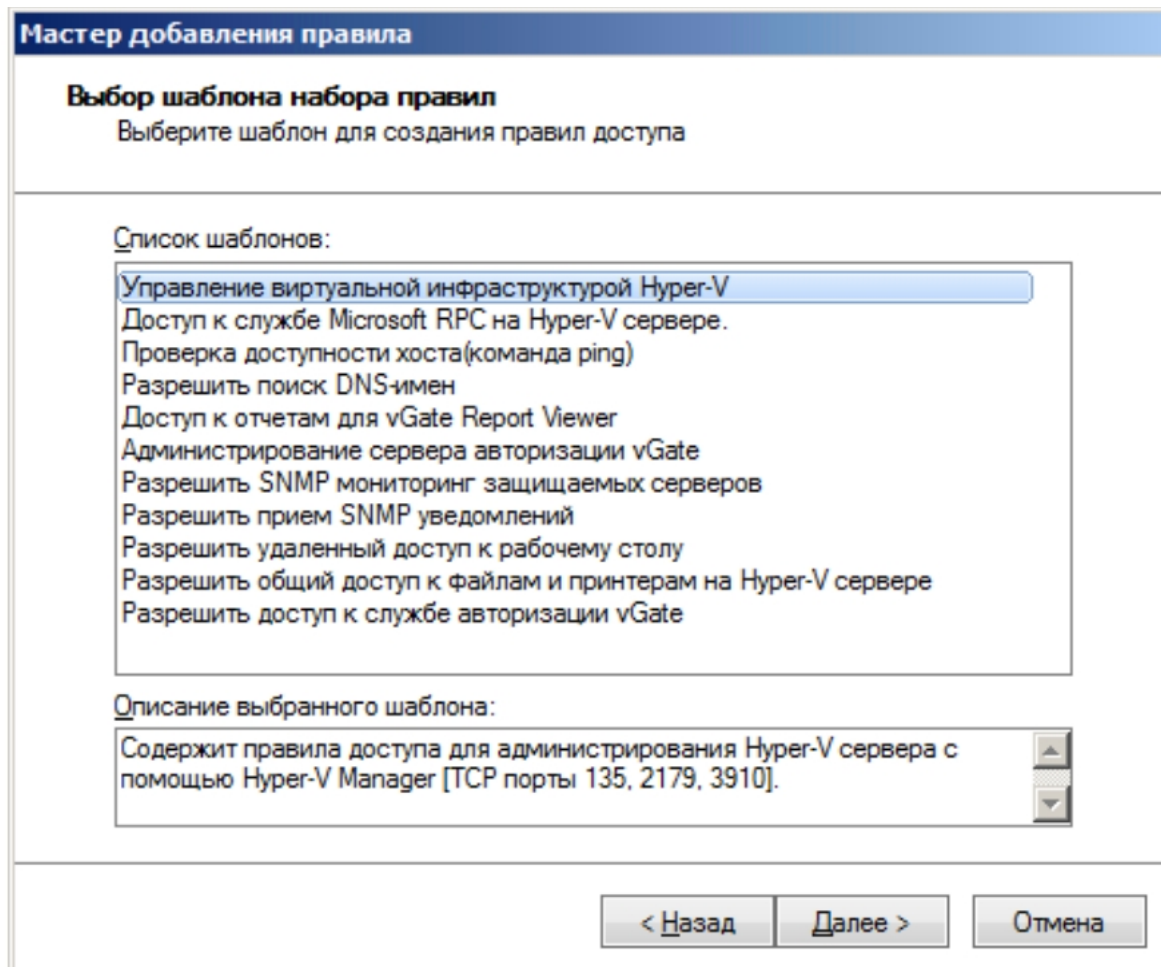 Мастер добавления правила
Выбор шаблона набора правил
Выберите шаблон для создания правил доступа
Список шаблонов:
Управление виртуальной инфраструктурой Hyper-V
Доступ к службе Microsoft RPC на Hyper-V сервере.
Проверка доступности хоста(команда ping)
Разрешить поиск DNS-имен
Доступ к отчетам для vGate Report Viewer
Администрирование сервера авторизации vGate
Разрешить SNMP мониторинг защищаемых серверов
Разрешить прием SNMP уведомлений
Разрешить удаленный доступ к рабочему столу
Разрешить общий доступ к файлам и принтерам на Hyper-V сервере
Разрешить доступ к службе авторизации vGate
Описание выбранного шаблона:
Содержит правила доступа для администрирования Hyper-V сервера с
помощью Hyper-V Manager [TCP порты 135, 2179, 3910].
< Назад Далее > Отмена